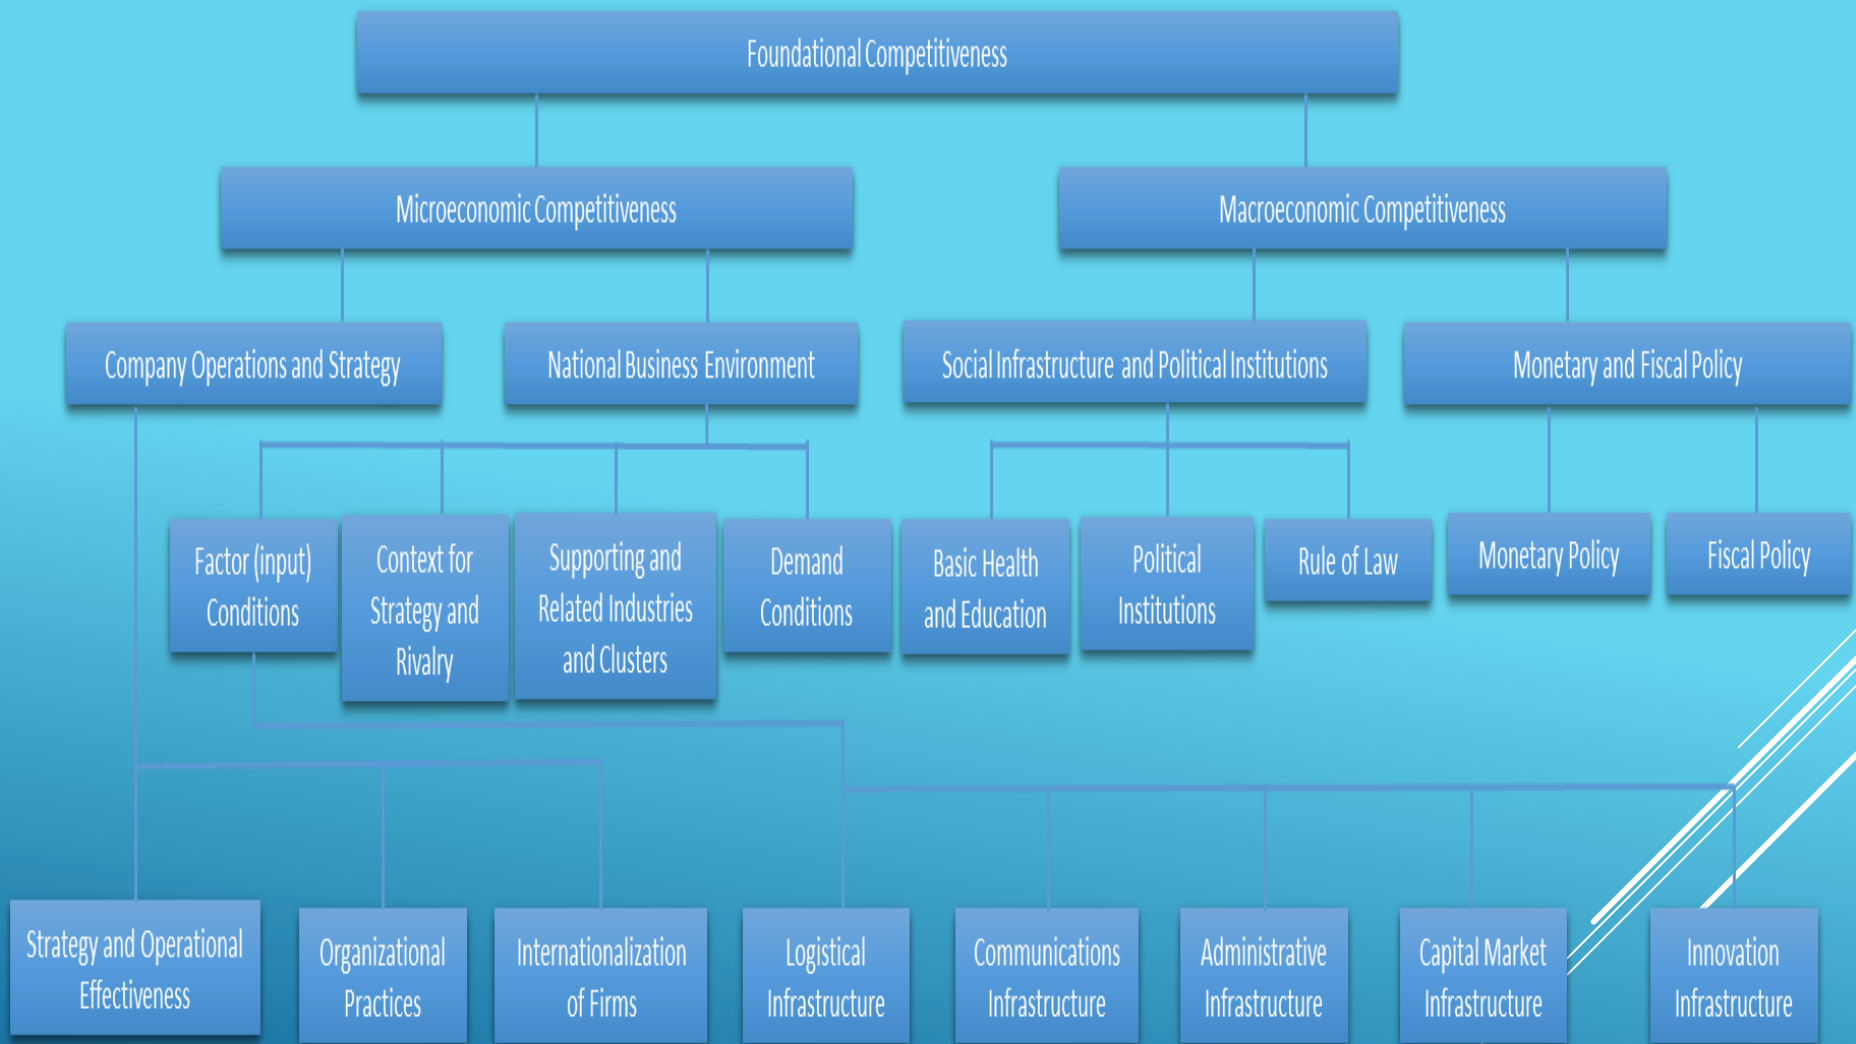 Foundational Competitiveness
Microeconomic Competitiveness
Macroeconomic Competitiveness
Company Operations and Strategy
National Business Environment
Social Infrastructure and Political Institutions
Monetary and Fiscal Policy
Factor (input)
Conditions
Context for
Strategy and
Rivalry
Supporting and
Related Industries
and Clusters
Demand
Conditions
Basic Health
and Education
Political
Institutions
Rule of Law
Monetary Policy
Fiscal Policy
Strategy and Operational
Effectiveness
Organizational
Practices
Internationalization
of Firms
Logistical
Infrastructure
Communications
Infrastructure
Administrative
Infrastructure
Capital Market
Infrastructure
Innovation
Infrastructure